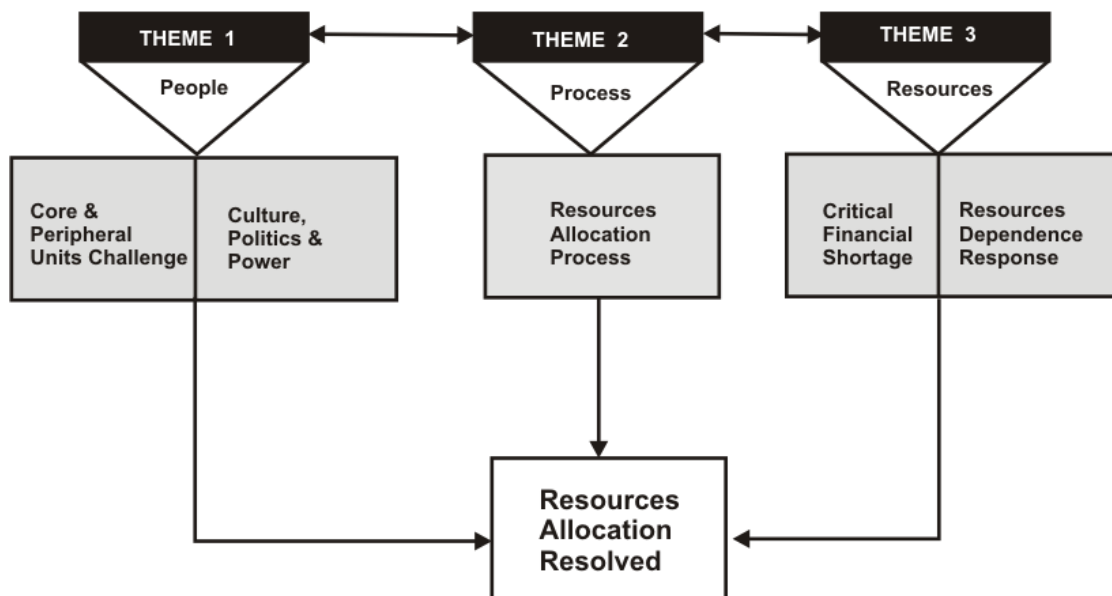 THEME 1
THEME 2
THEME 3
People
Process
Resources
Core &
Peripheral
Units Challenge
Culture,
Politics &
Power
Resources
Allocation
Process
Critical
Financial
Shortage
Resources
Dependence
Response
Resources
Allocation
Resolved